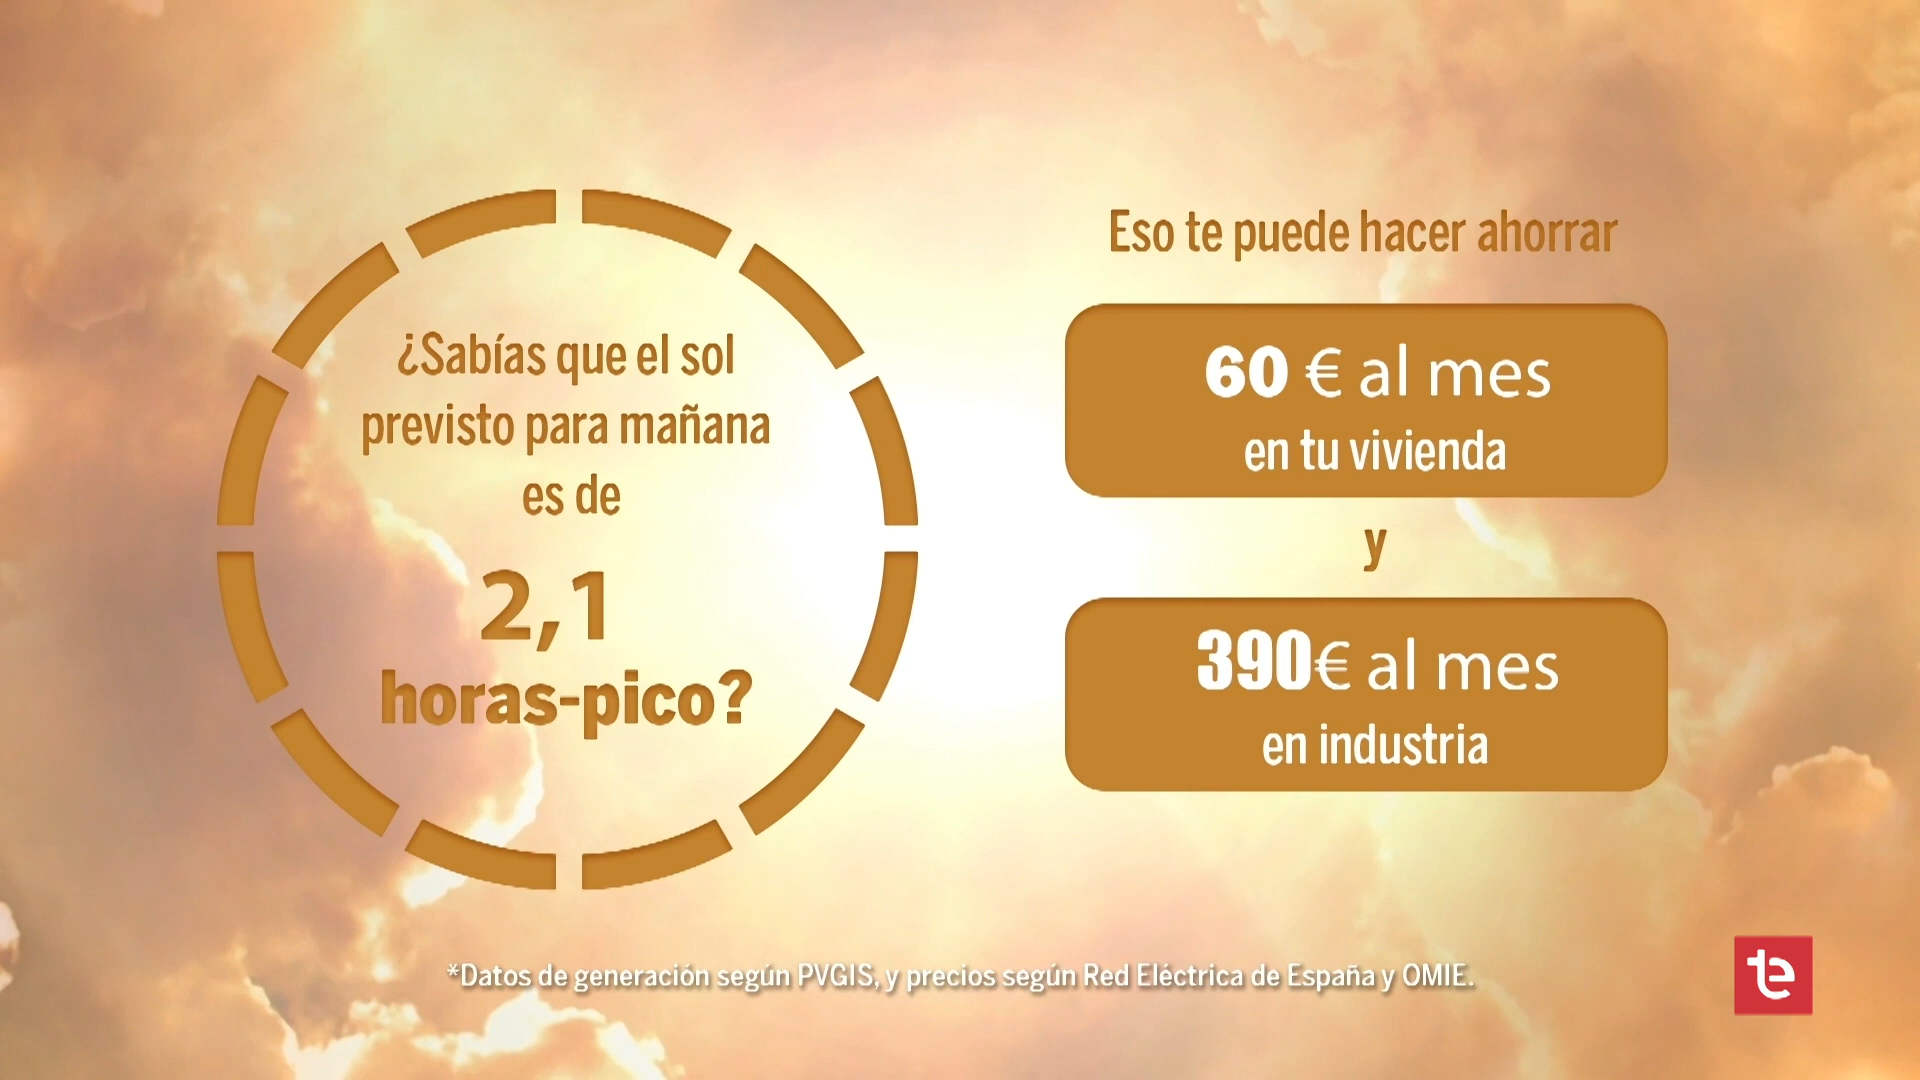 ¿Sabías que el sol
previsto para mañana
es de
2,1
horas-pico?
Eso te puede hacer ahorrar
60 € al mes
en tu vivienda
y
390€ al mes
en industria
*Datos de generación según PVGIS, y precios según Red Eléctrica de España y OMIE.
te